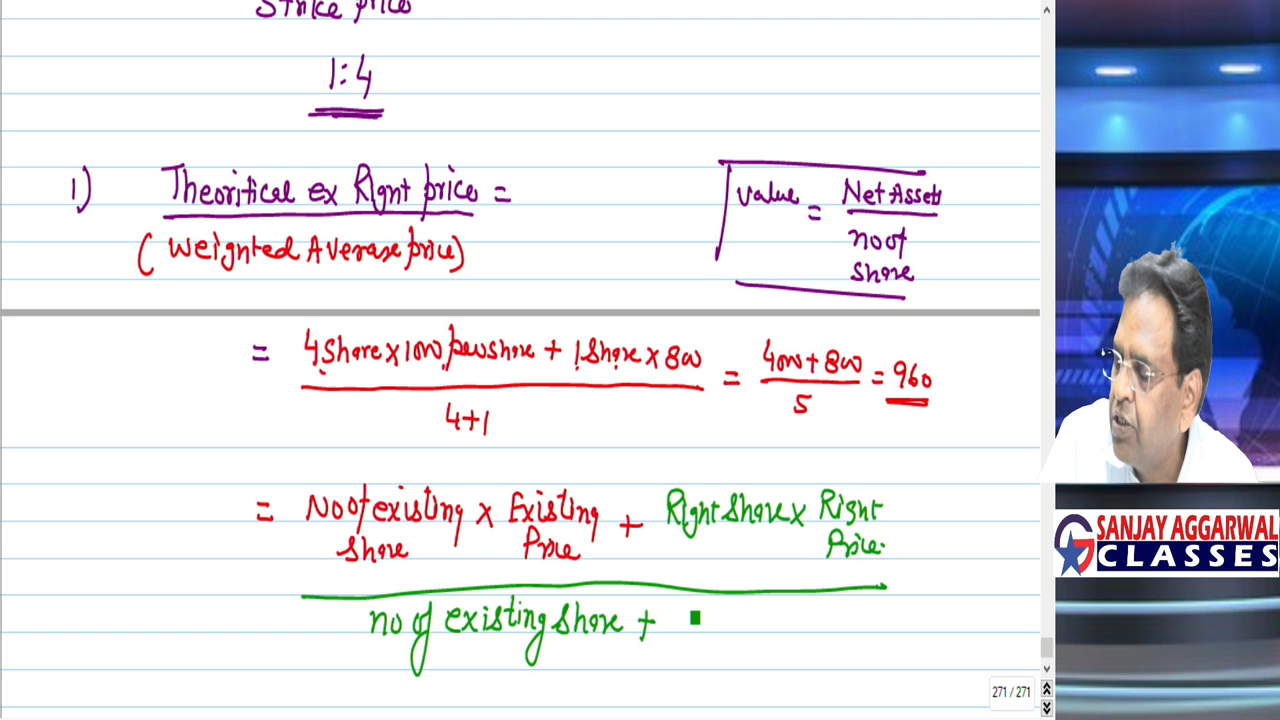 Strike price
1:4
1) Theoritical ex Right price =
(Weighted Average price)
Value = Net Assets
no of
share
= 4 Share x 1000 per share + 1 Share x 800 = 4000 + 800 = 960
4+1
5
= No of existing share x Existing Price + Right Share x Right Price.
no of existing share +
SANJAY AGGARWAL
CLASSES
271 / 271